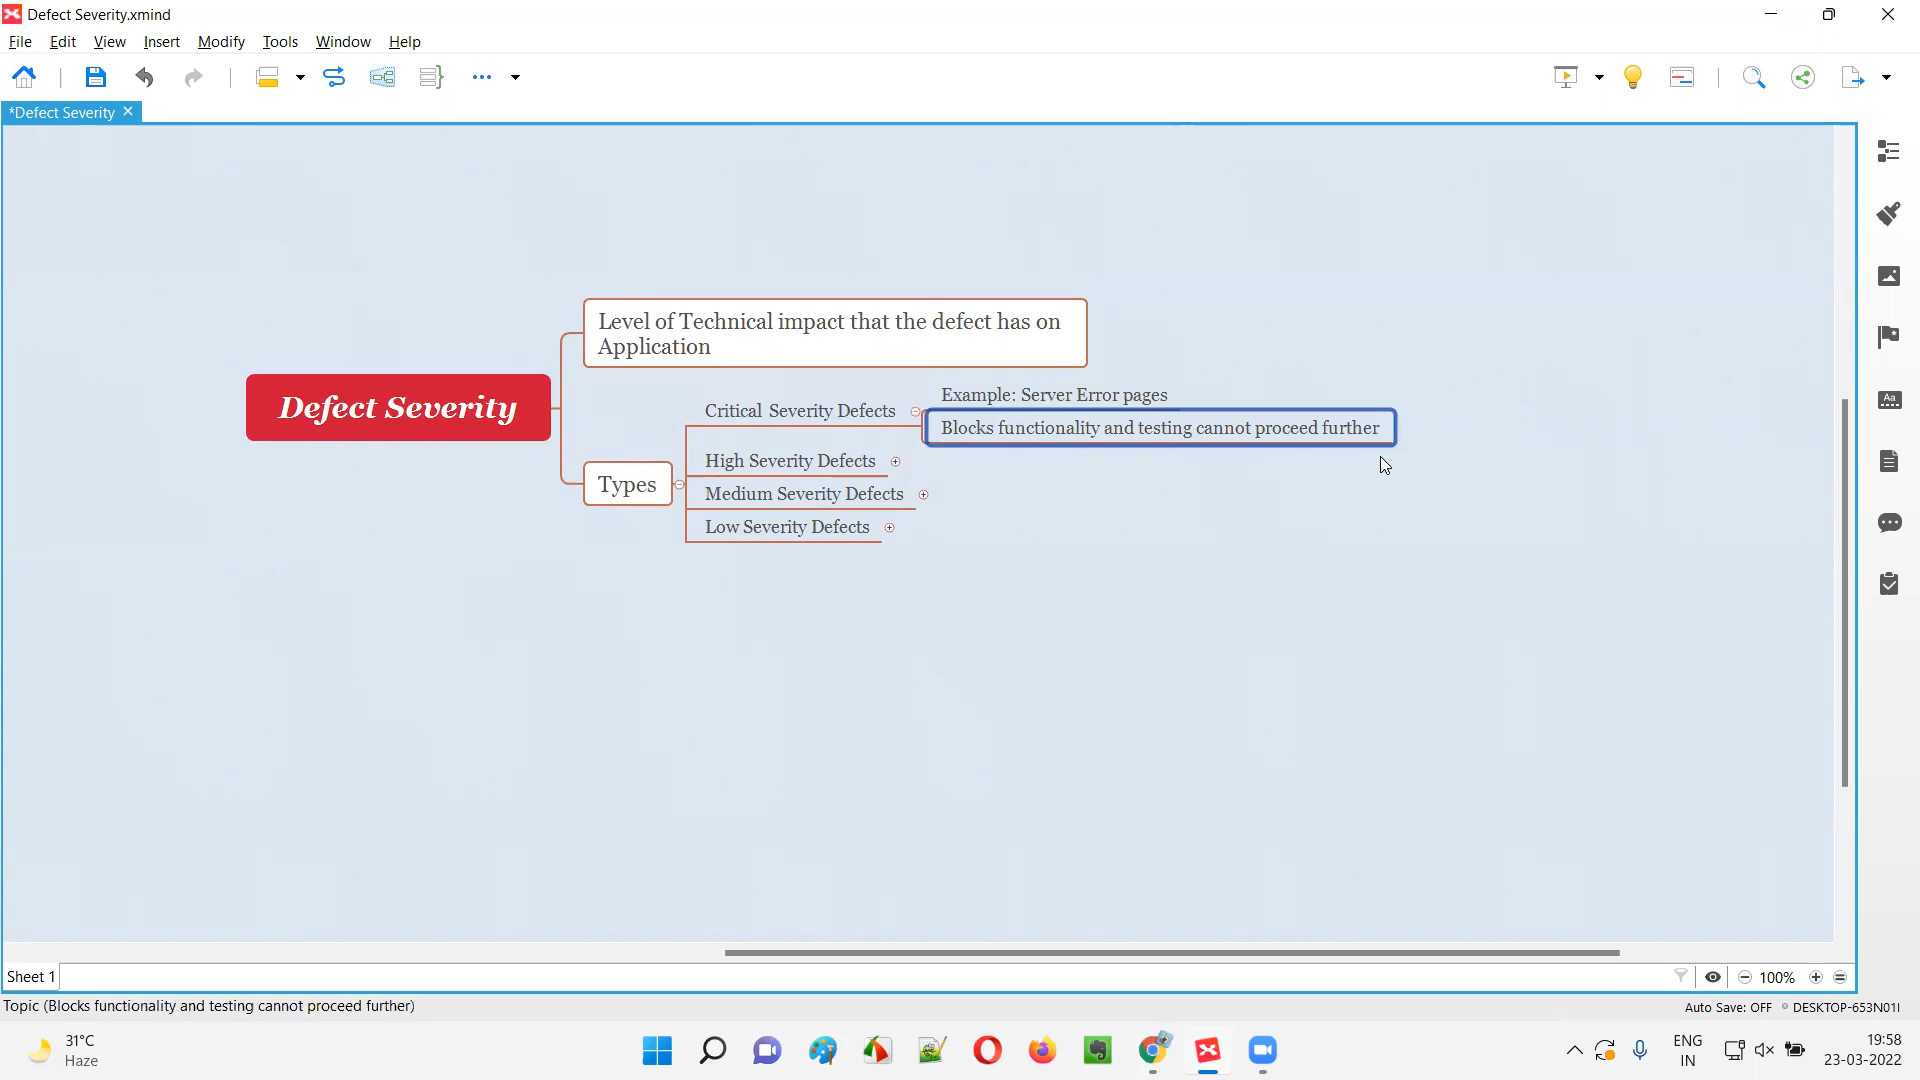 Defect Severity.xmind
File Edit View Insert Modify Tools Window Help
*Defect Severity
Level of Technical impact that the defect has on
Application
Defect Severity
Example: Server Error pages
Critical Severity Defects
Blocks functionality and testing cannot proceed further
High Severity Defects
Types
Medium Severity Defects
Low Severity Defects
Aa
Sheet 1
100%
Topic (Blocks functionality and testing cannot proceed further)
Auto Save: OFF
DESKTOP-653N01I
31°C
Haze
ENG
IN
19:58
23-03-2022